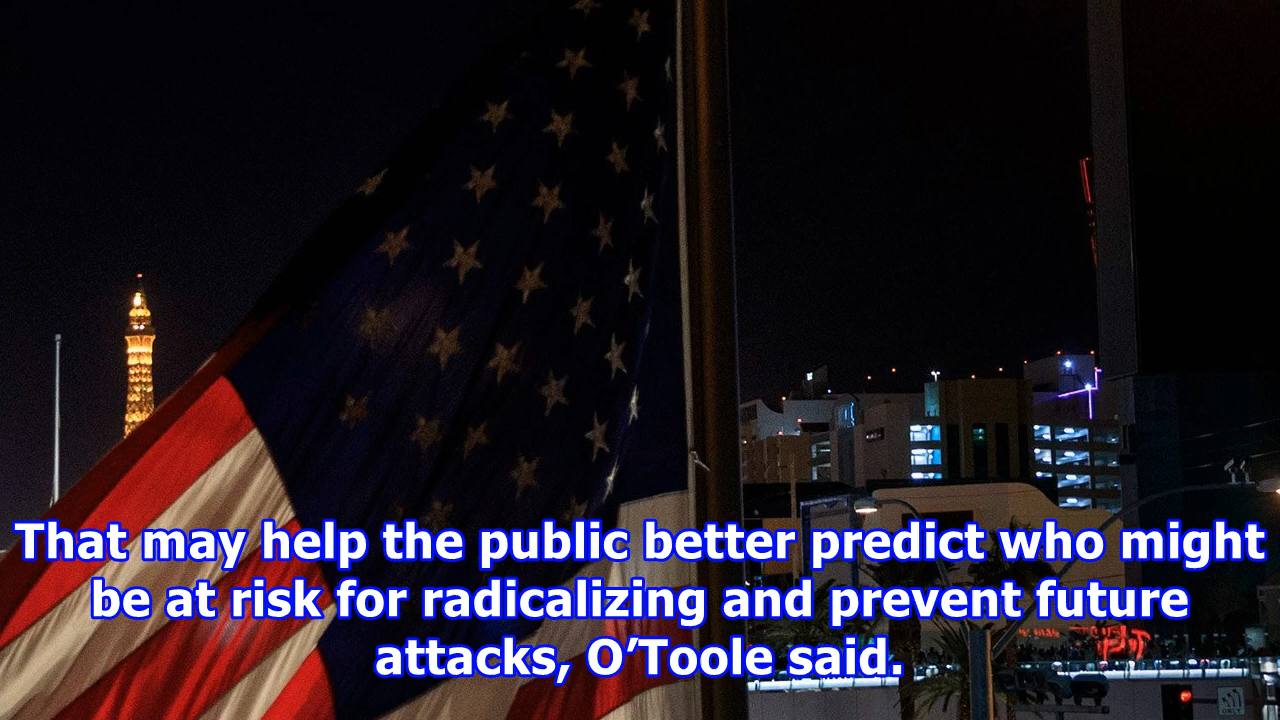 That may help the public better predict who might
be at risk for radicalizing and prevent future
attacks, O’Toole said.
ONLY